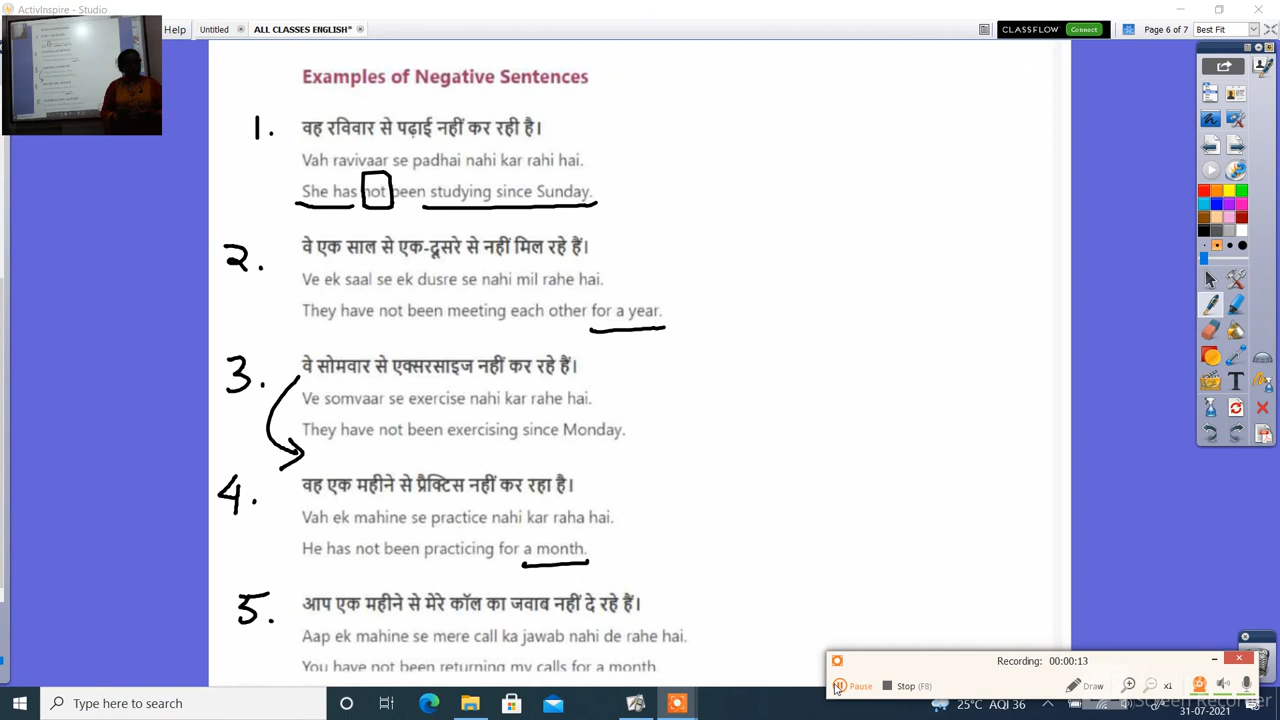 ActivInspire - Studio
Help
Untitled
ALL CLASSES ENGLISH*
CLASSFLOW
Connect
Page 6 of 7
Best Fit
Examples of Negative Sentences
1. वह रविवार से पढ़ाई नहीं कर रही है।
Vah ravivaar se padhai nahi kar rahi hai.
She has not been studying since Sunday.
2. वे एक साल से एक-दूसरे से नहीं मिल रहे हैं।
Ve ek saal se ek dusre se nahi mil rahe hai.
They have not been meeting each other for a year.
3. वे सोमवार से एक्सरसाइज नहीं कर रहे हैं।
Ve somvaar se exercise nahi kar rahe hai.
They have not been exercising since Monday.
4. वह एक महीने से प्रैक्टिस नहीं कर रहा है।
Vah ek mahine se practice nahi kar raha hai.
He has not been practicing for a month.
5. आप एक महीने से मेरे कॉल का जवाब नहीं दे रहे हैं।
Aap ek mahine se mere call ka jawab nahi de rahe hai.
You have not been returning my calls for a month.
Recording: 00:00:13
Pause
Stop (F8)
x1
Draw
Screen Recorder
Type here to search
25°C AQI 36
31-07-2021